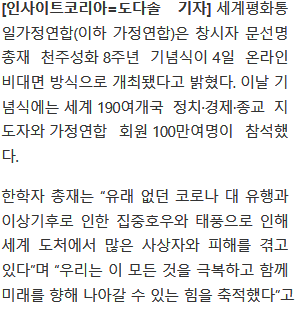 [인사이트코리아=도다솔 기자] 세계평화통
일가정연합(이하 가정연합)은 창시자 문선명
총재 천주성화 8주년 기념식이 4일 온라인
비대면 방식으로 개최됐다고 밝혔다. 이날 기
념식에는 세계 190여개국 정치·경제·종교 지
도자와 가정연합 회원 100만여명이 참석했
다.
한학자 총재는 “유래 없던 코로나 대 유행과
이상기후로 인한 집중호우와 태풍으로 인해
세계 도처에서 많은 사상자와 피해를 겪고
있다”며 “우리는 이 모든 것을 극복하고 함께
미래를 향해 나아갈 수 있는 힘을 축적했다”고